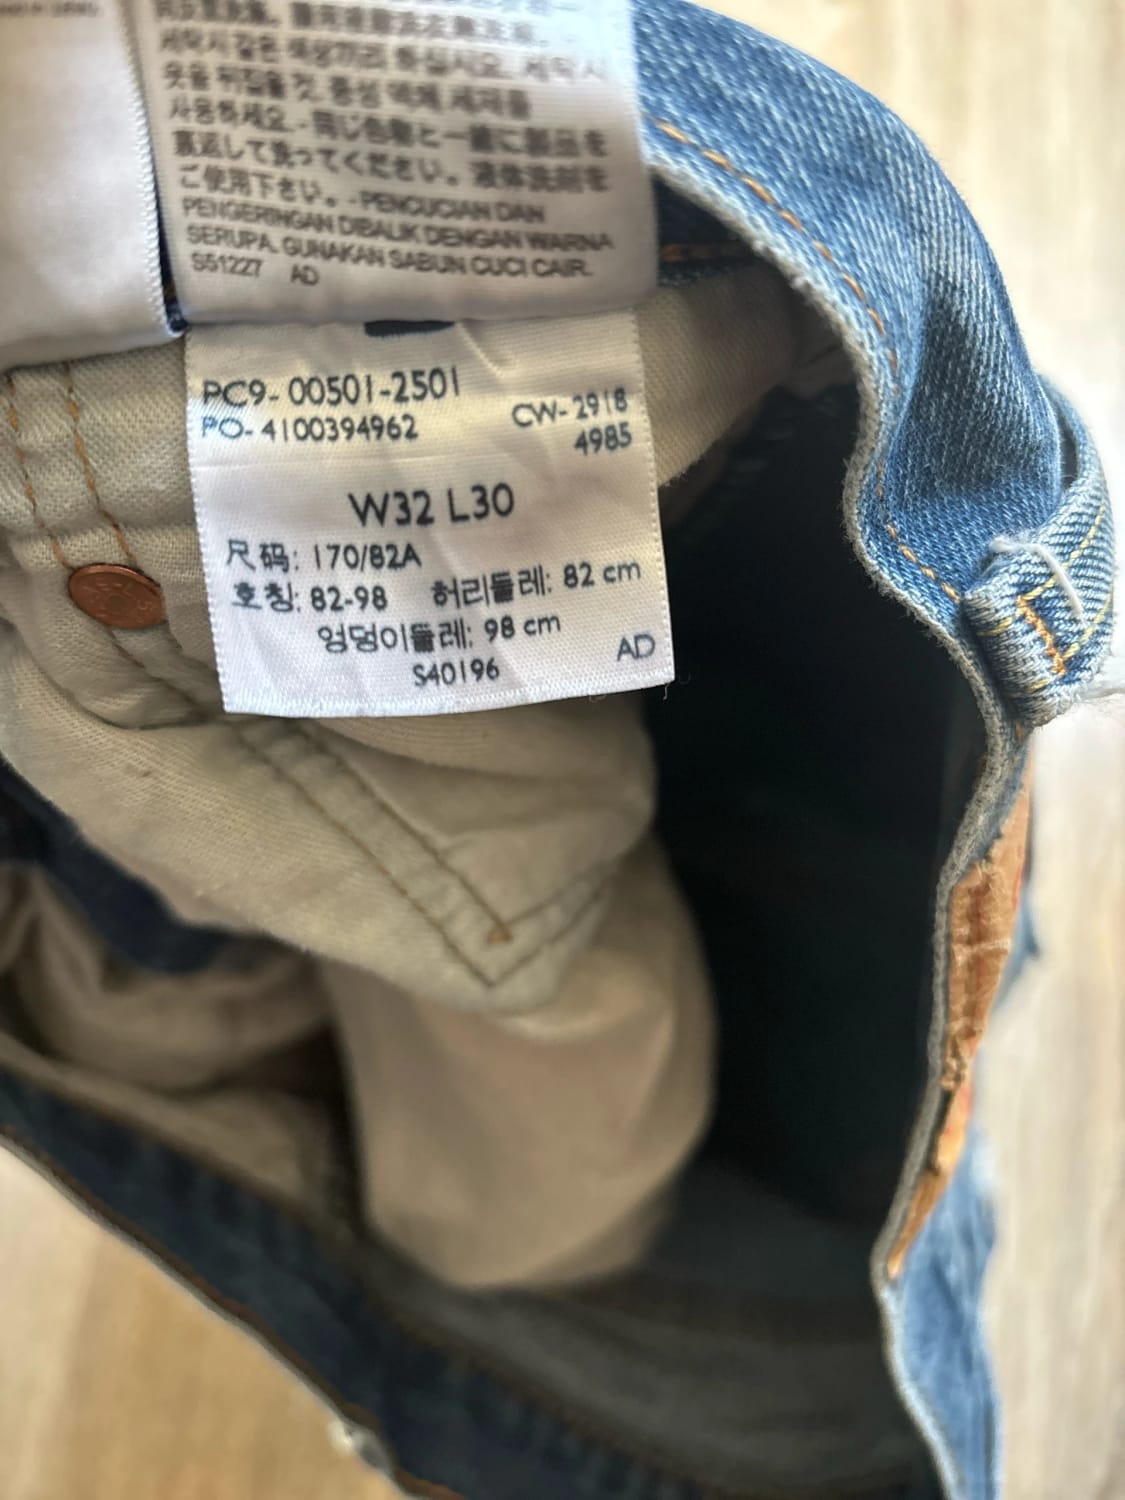 세탁시 같은 색상끼리 하십시오. 세탁시
옷을 뒤집을 것. 중성 액체 세제를
사용하세요. - 同じ色物と一緒に製品を
裏返して洗ってください。液体洗剤を
ご使用下さい。- PENCUCIAN DAN
PENGERINGAN DIBALIK DENGAN WARNA
SERUPA. GUNAKAN SABUN CUCI CAIR.
S51227 AD
PC9- 00501-2501
PO- 4100394962 CW- 2918
4985
W32 L30
尺码: 170/82A
호칭: 82-98 허리둘레: 82 cm
엉덩이둘레: 98 cm
S40196 AD